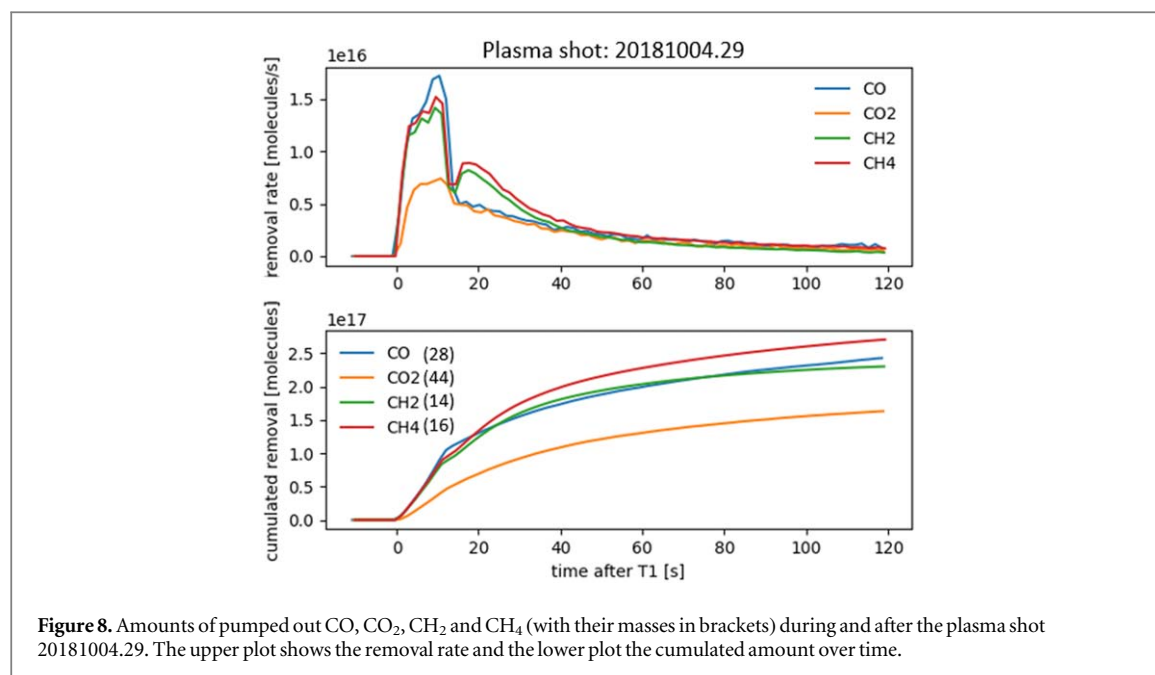 Plasma shot: 20181004.29
1e16
removal rate [molecules/s]
1.5
1.0
0.5
0.0
CO
CO2
CH2
CH4
0 20 40 60 80 100 120
1e17
cumulated removal [molecules]
2.5
2.0
1.5
1.0
0.5
0.0
CO (28)
CO2 (44)
CH2 (14)
CH4 (16)
0 20 40 60 80 100 120
time after T1 [s]
Figure 8. Amounts of pumped out CO, CO₂, CH₂ and CH₄ (with their masses in brackets) during and after the plasma shot
20181004.29. The upper plot shows the removal rate and the lower plot the cumulated amount over time.